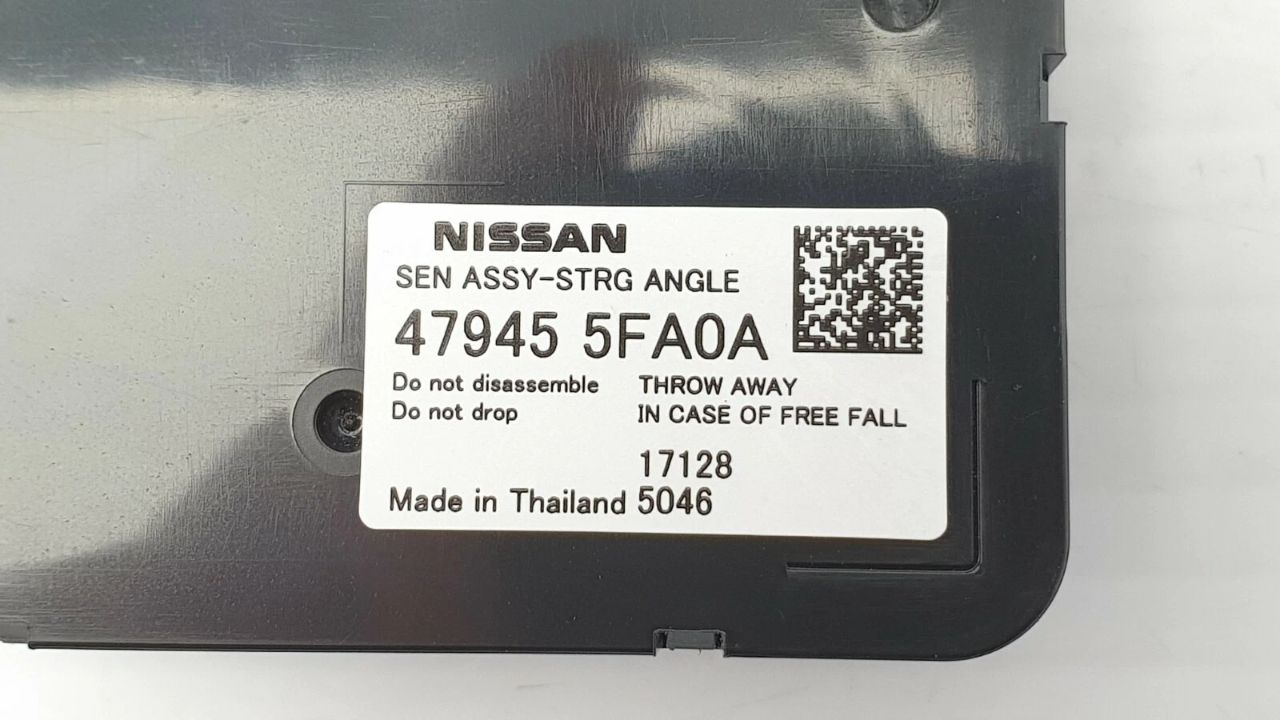 NISSAN
SEN ASSY-STRG ANGLE
47945 5FA0A
Do not disassemble THROW AWAY
Do not drop IN CASE OF FREE FALL
17128
Made in Thailand 5046